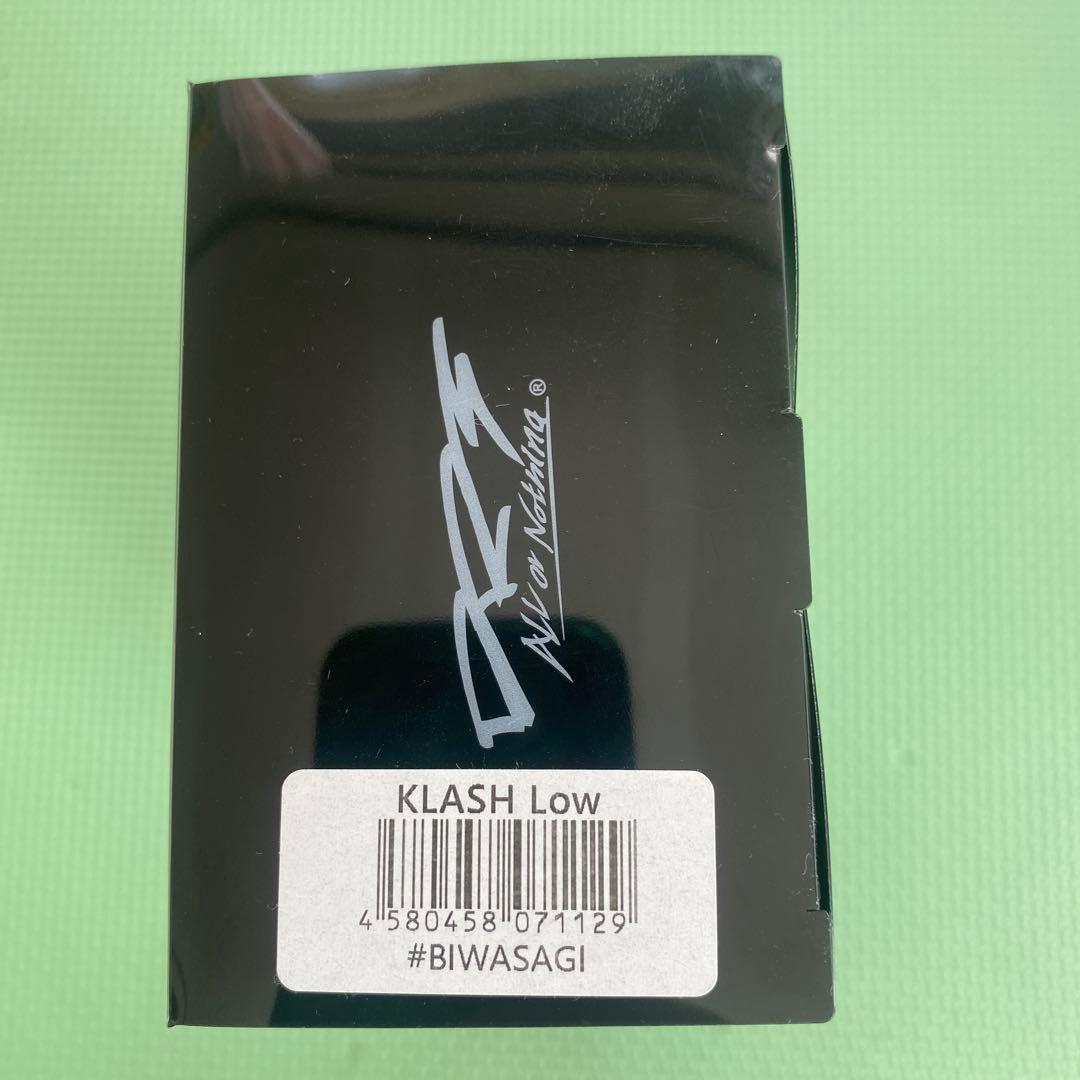 All or Nothing ®
KLASH Low
4 580458 071129
#BIWASAGI